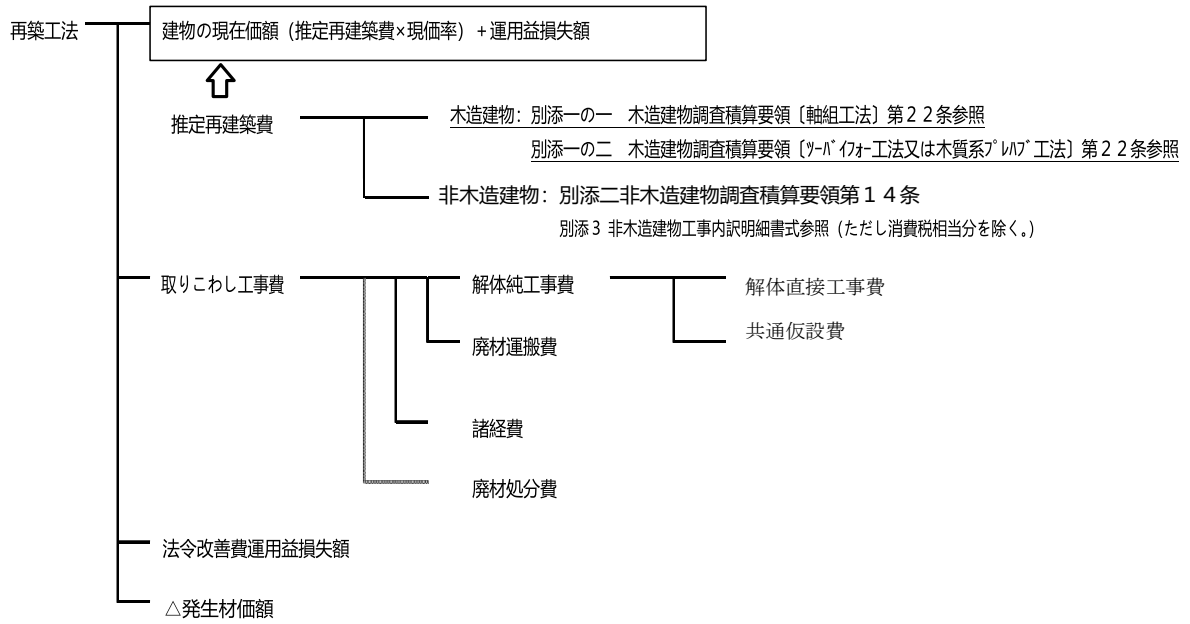 再築工法
建物の現在価額（推定再建築費×現価率）＋運用益損失額
推定再建築費
木造建物：別添一の一　木造建物調査積算要領〔軸組工法〕第２２条参照
別添一の二　木造建物調査積算要領〔ﾂｰﾊﾞｲﾌｫｰ工法又は木質系ﾌﾟﾚﾊﾌﾞ工法〕第２２条参照
非木造建物：別添二非木造建物調査積算要領第１４条
別添３ 非木造建物工事内訳明細書式参照（ただし消費税相当分を除く。）
取りこわし工事費
解体純工事費
解体直接工事費
共通仮設費
廃材運搬費
諸経費
廃材処分費
法令改善費運用益損失額
△発生材価額